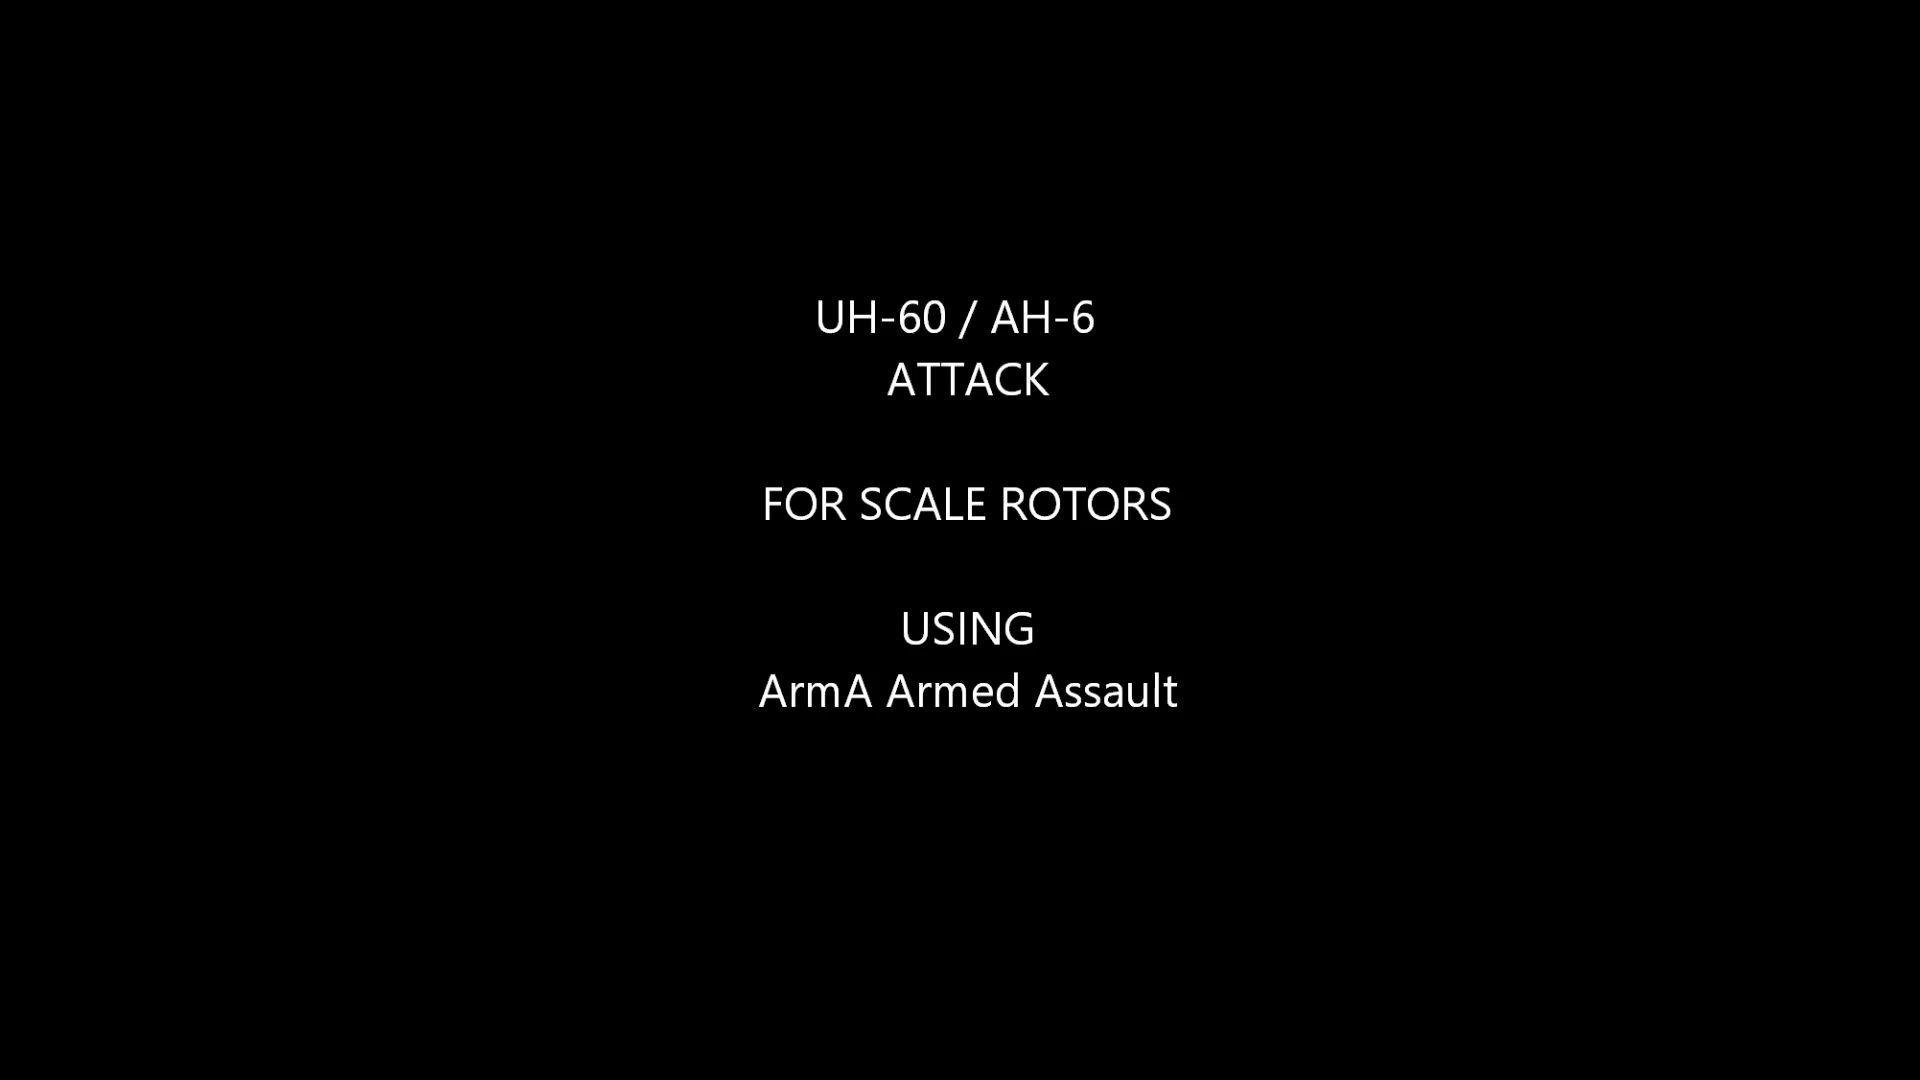 UH-60 / AH-6
ATTACK
FOR SCALE ROTORS
USING
ArmA Armed Assault